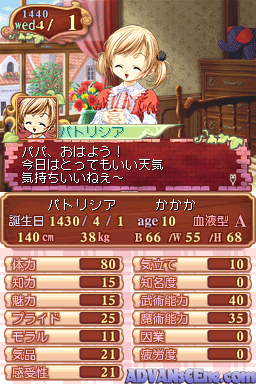 1440
wed 4/ 1
パトリシア
パパ、おはよう！
今日はとってもいい天気
気持ちいいねぇ～
パトリシア かかか
誕生日 1430/ 4/ 1 age10 血液型 A
140cm 38kg B 66/W 55/H 68
体力 80 気立て 10
知力 15 知名度 0
魅力 15 武術能力 40
プライド 25 魔術能力 35
モラル 11 因業 0
気品 21 疲労度 0
感受性 21
ADVANSCEnc.com